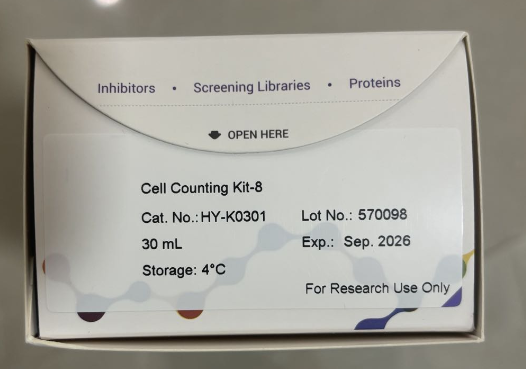 Inhibitors • Screening Libraries • Proteins
OPEN HERE
Cell Counting Kit-8
Cat. No.: HY-K0301 Lot No.: 570098
30 mL Exp.: Sep. 2026
Storage: 4°C
For Research Use Only